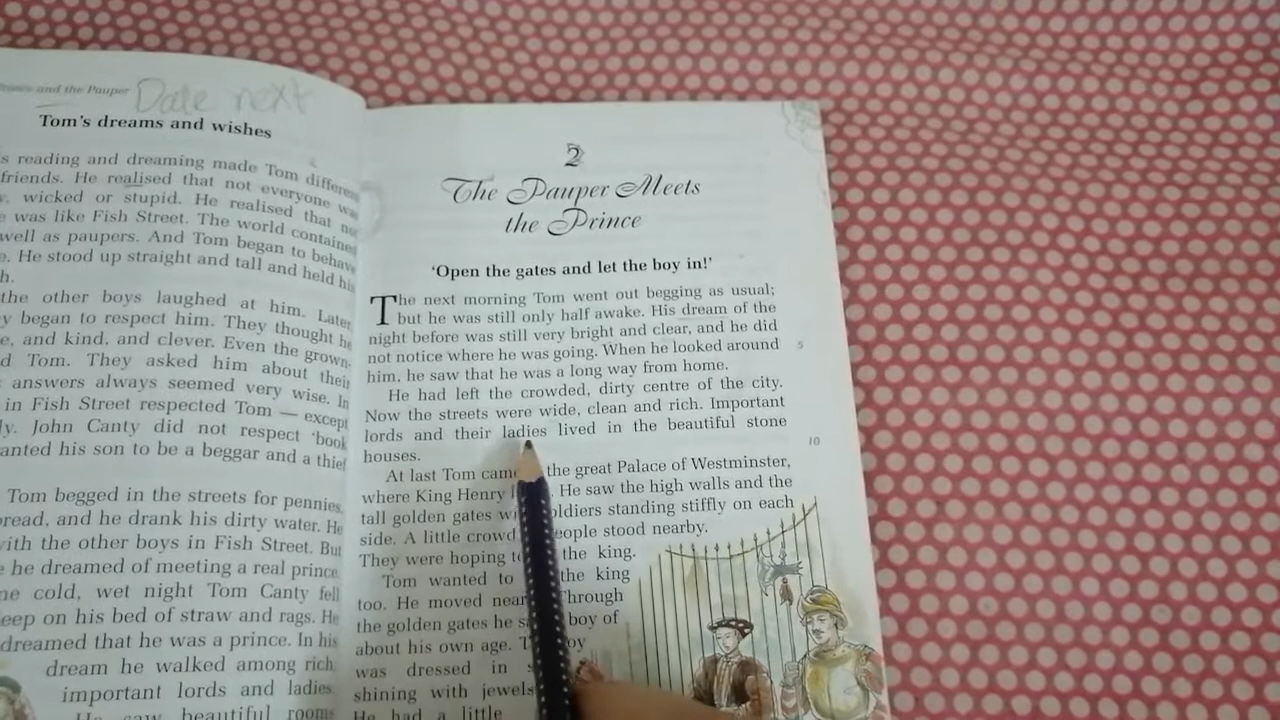 Prince and the Pauper Date next
Tom's dreams and wishes
s reading and dreaming made Tom different
friends. He realised that not everyone was
wicked or stupid. He realised that not
was like Fish Street. The world contained
well as paupers. And Tom began to behave
He stood up straight and tall and held his
h.
the other boys laughed at him. Later
y began to respect him. They thought he
and kind, and clever. Even the grown-
d Tom. They asked him about their
answers always seemed very wise. In
in Fish Street respected Tom — except
ly. John Canty did not respect 'book
anted his son to be a beggar and a thief
Tom begged in the streets for pennies.
read, and he drank his dirty water. He
with the other boys in Fish Street. But
he dreamed of meeting a real prince.
ne cold, wet night Tom Canty fell
eep on his bed of straw and rags. He
dreamed that he was a prince. In his
dream he walked among rich
important lords and ladies.
He saw beautiful rooms
2
The Pauper Meets
the Prince
'Open the gates and let the boy in!'
The next morning Tom went out begging as usual;
but he was still only half awake. His dream of the
night before was still very bright and clear, and he did
not notice where he was going. When he looked around 5
him, he saw that he was a long way from home.
He had left the crowded, dirty centre of the city.
Now the streets were wide, clean and rich. Important
lords and their ladies lived in the beautiful stone
houses. 10
At last Tom came the great Palace of Westminster,
where King Henry He saw the high walls and the
tall golden gates w oldiers standing stiffly on each
side. A little crowd eople stood nearby.
They were hoping to the king.
Tom wanted to the king
too. He moved near Through
the golden gates he s boy of
about his own age. T oy
was dressed in s
shining with jewels
He had a little